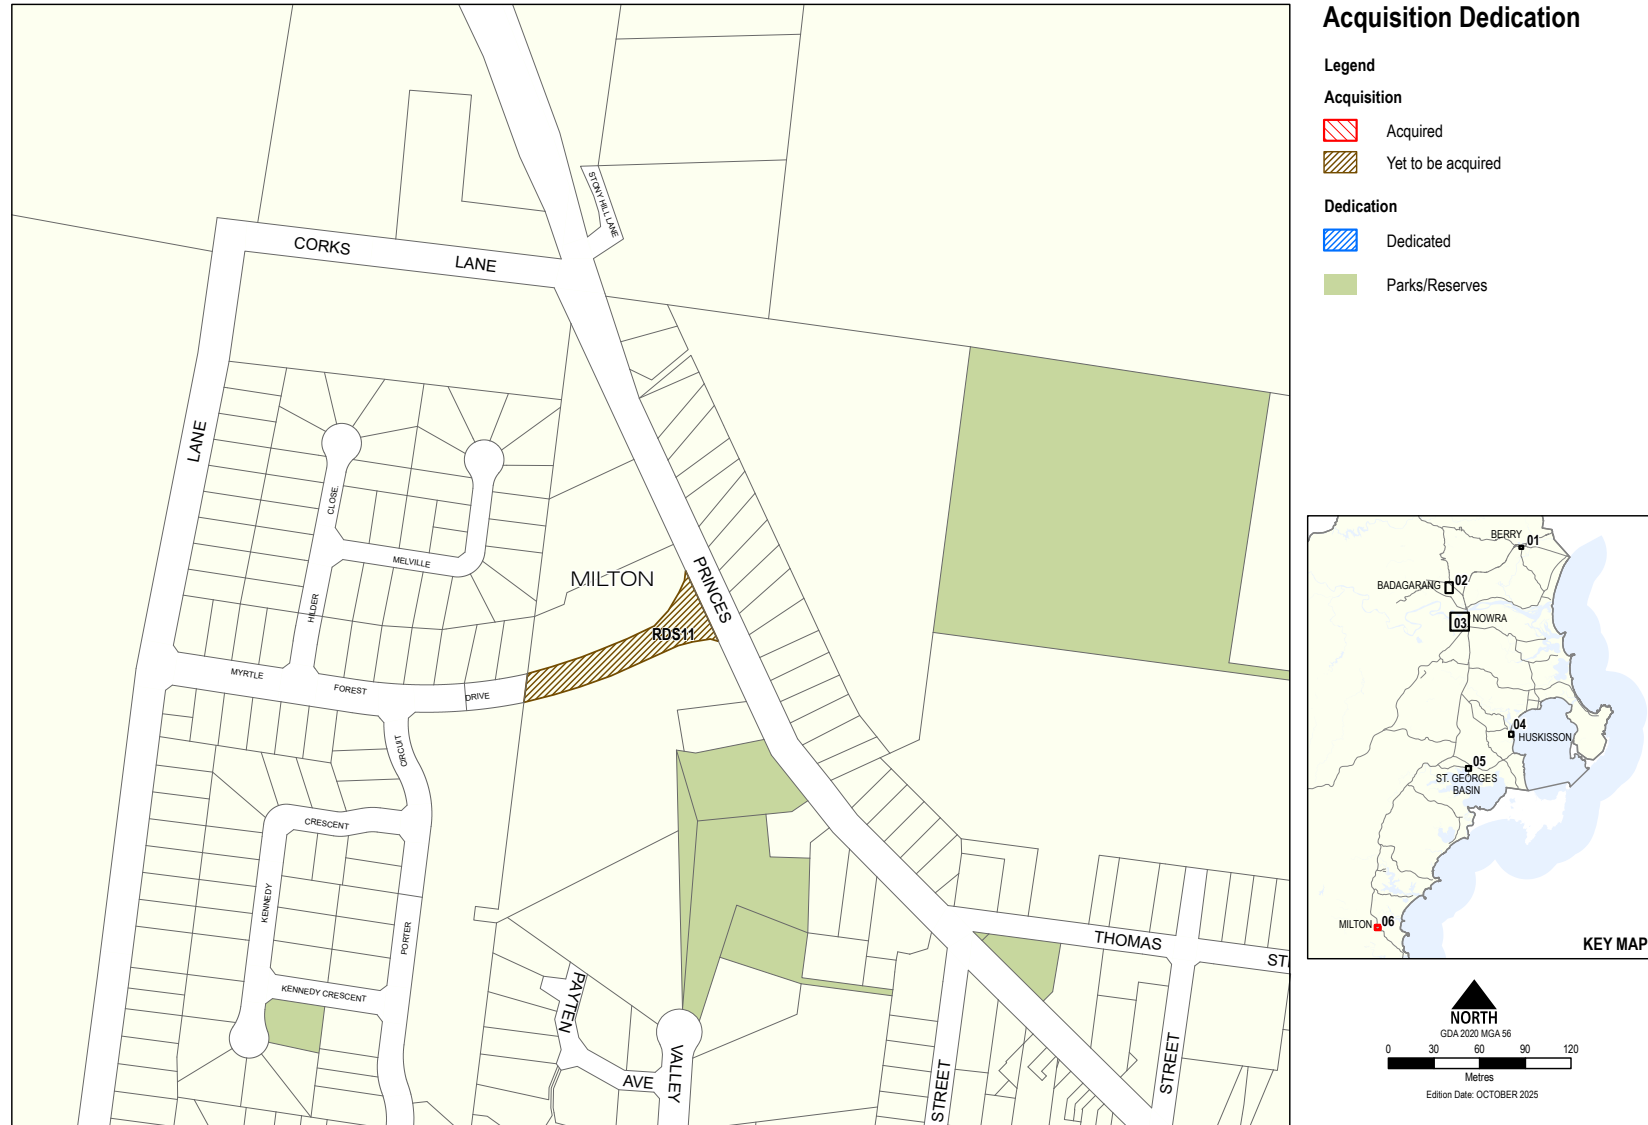 Acquisition Dedication
Legend
Acquisition
Acquired
Yet to be acquired
Dedication
Dedicated
Parks/Reserves
STONY HILL LANE
CORKS
LANE
LANE
CLOSE.
MELVILLE
HILDER
MILTON
PRINCES
RDS11
MYRTLE
FOREST
DRIVE
CIRCUIT
CRESCENT
KENNEDY
PORTER
KENNEDY CRESCENT
PAYTEN
AVE
VALLEY
THOMAS
ST
STREET
STREET
BERRY
01
BADAGARANG
02
03
NOWRA
04
HUSKISSON
05
ST. GEORGES
BASIN
MILTON
06
KEY MAP
NORTH
GDA 2020 MGA 56
0 30 60 90 120
Metres
Edition Date: OCTOBER 2025